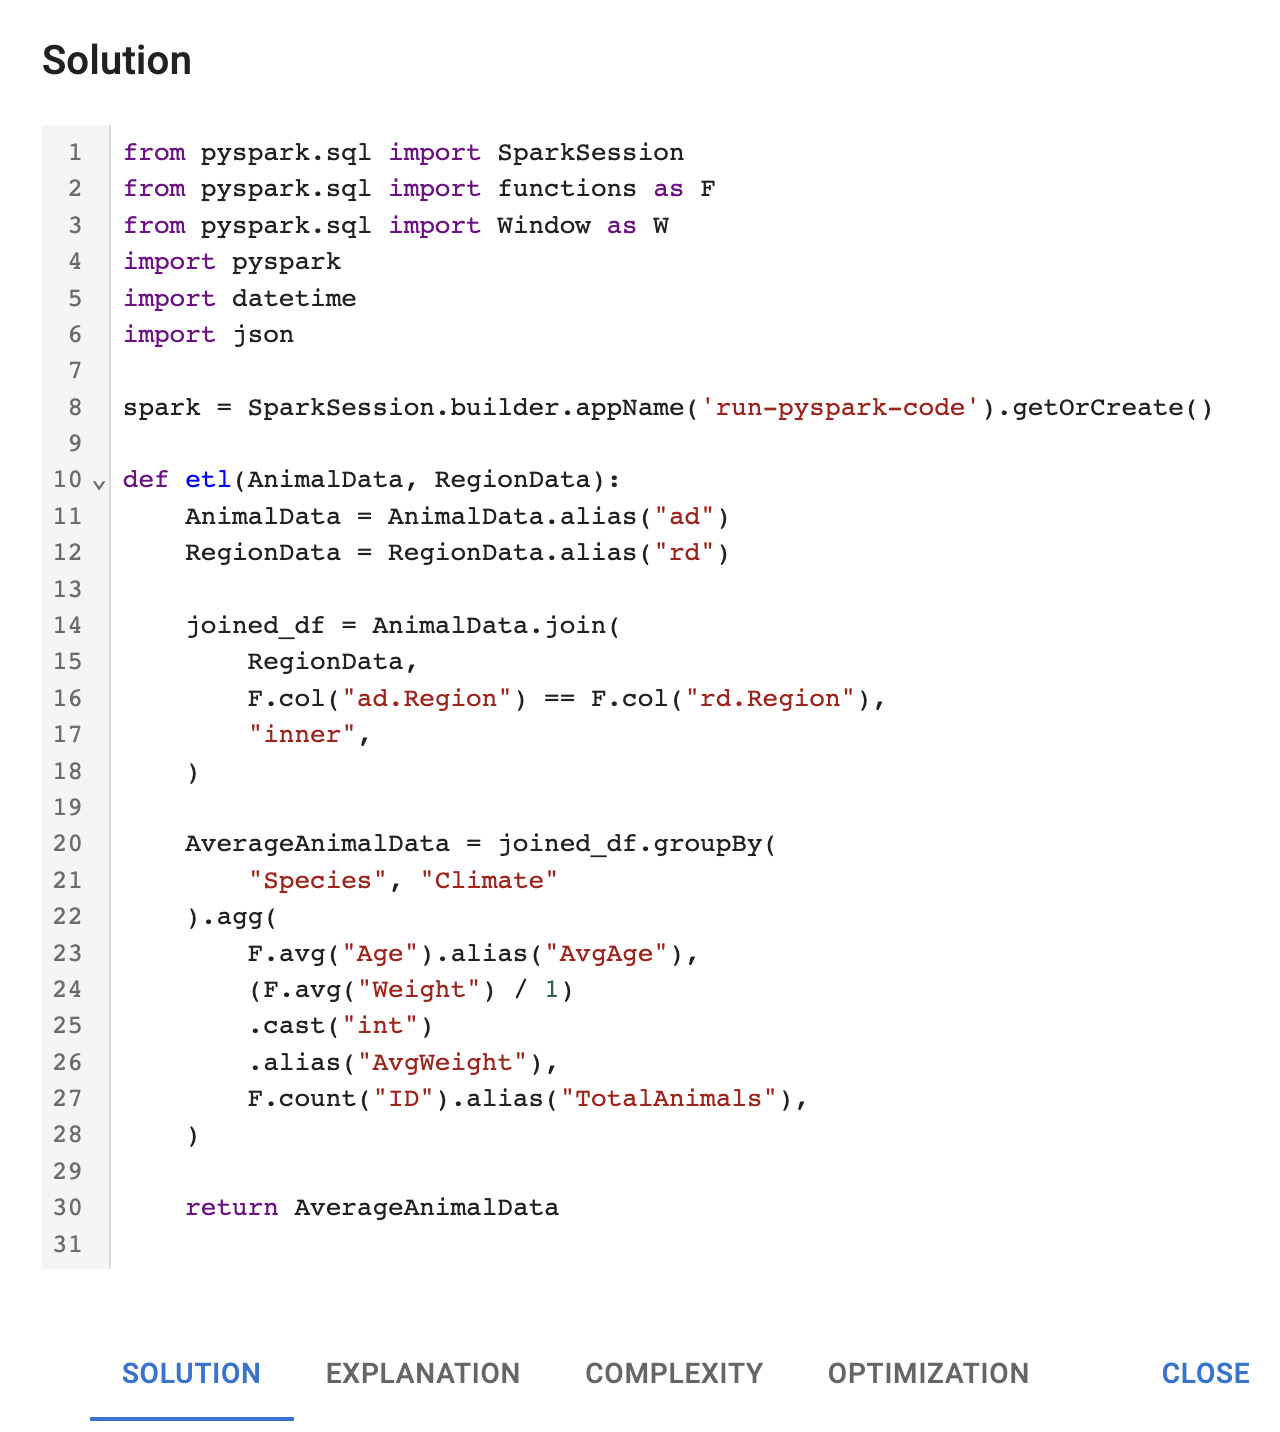 Solution
1 from pyspark.sql import SparkSession
2 from pyspark.sql import functions as F
3 from pyspark.sql import Window as W
4 import pyspark
5 import datetime
6 import json
7
8 spark = SparkSession.builder.appName('run-pyspark-code').getOrCreate()
9
10 def etl(AnimalData, RegionData):
11     AnimalData = AnimalData.alias("ad")
12     RegionData = RegionData.alias("rd")
13
14     joined_df = AnimalData.join(
15         RegionData,
16         F.col("ad.Region") == F.col("rd.Region"),
17         "inner",
18     )
19
20     AverageAnimalData = joined_df.groupBy(
21         "Species", "Climate"
22     ).agg(
23         F.avg("Age").alias("AvgAge"),
24         (F.avg("Weight") / 1)
25         .cast("int")
26         .alias("AvgWeight"),
27         F.count("ID").alias("TotalAnimals"),
28     )
29
30     return AverageAnimalData
31
SOLUTION EXPLANATION COMPLEXITY OPTIMIZATION CLOSE